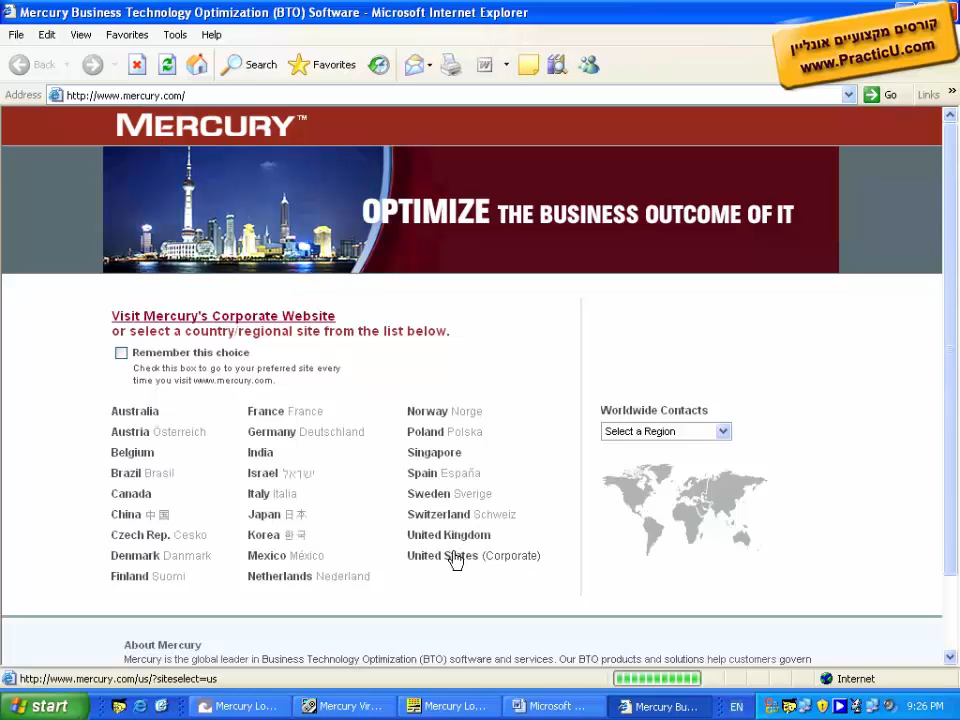 Mercury Business Technology Optimization (BTO) Software - Microsoft Internet Explorer
File Edit View Favorites Tools Help
קורסים מקצועיים אונליין
www.PracticU.com
Back Search Favorites
Address http://www.mercury.com/ Go Links »
MERCURY™
OPTIMIZE THE BUSINESS OUTCOME OF IT
Visit Mercury's Corporate Website
or select a country/regional site from the list below.
Remember this choice
Check this box to go to your preferred site every
time you visit www.mercury.com.
Australia
Austria Österreich
Belgium
Brazil Brasil
Canada
China 中国
Czech Rep. Cesko
Denmark Danmark
Finland Suomi
France France
Germany Deutschland
India
Israel ישראל
Italy Italia
Japan 日本
Korea 한국
Mexico México
Netherlands Nederland
Norway Norge
Poland Polska
Singapore
Spain España
Sweden Sverige
Switzerland Schweiz
United Kingdom
United States (Corporate)
Worldwide Contacts
Select a Region
About Mercury
Mercury is the global leader in Business Technology Optimization (BTO) software and services. Our BTO products and solutions help customers govern
http://www.mercury.com/us/?siteselect=us Internet
start Mercury Lo... Mercury Vir... Mercury Lo... Microsoft ... Mercury Bu... EN 9:26 PM